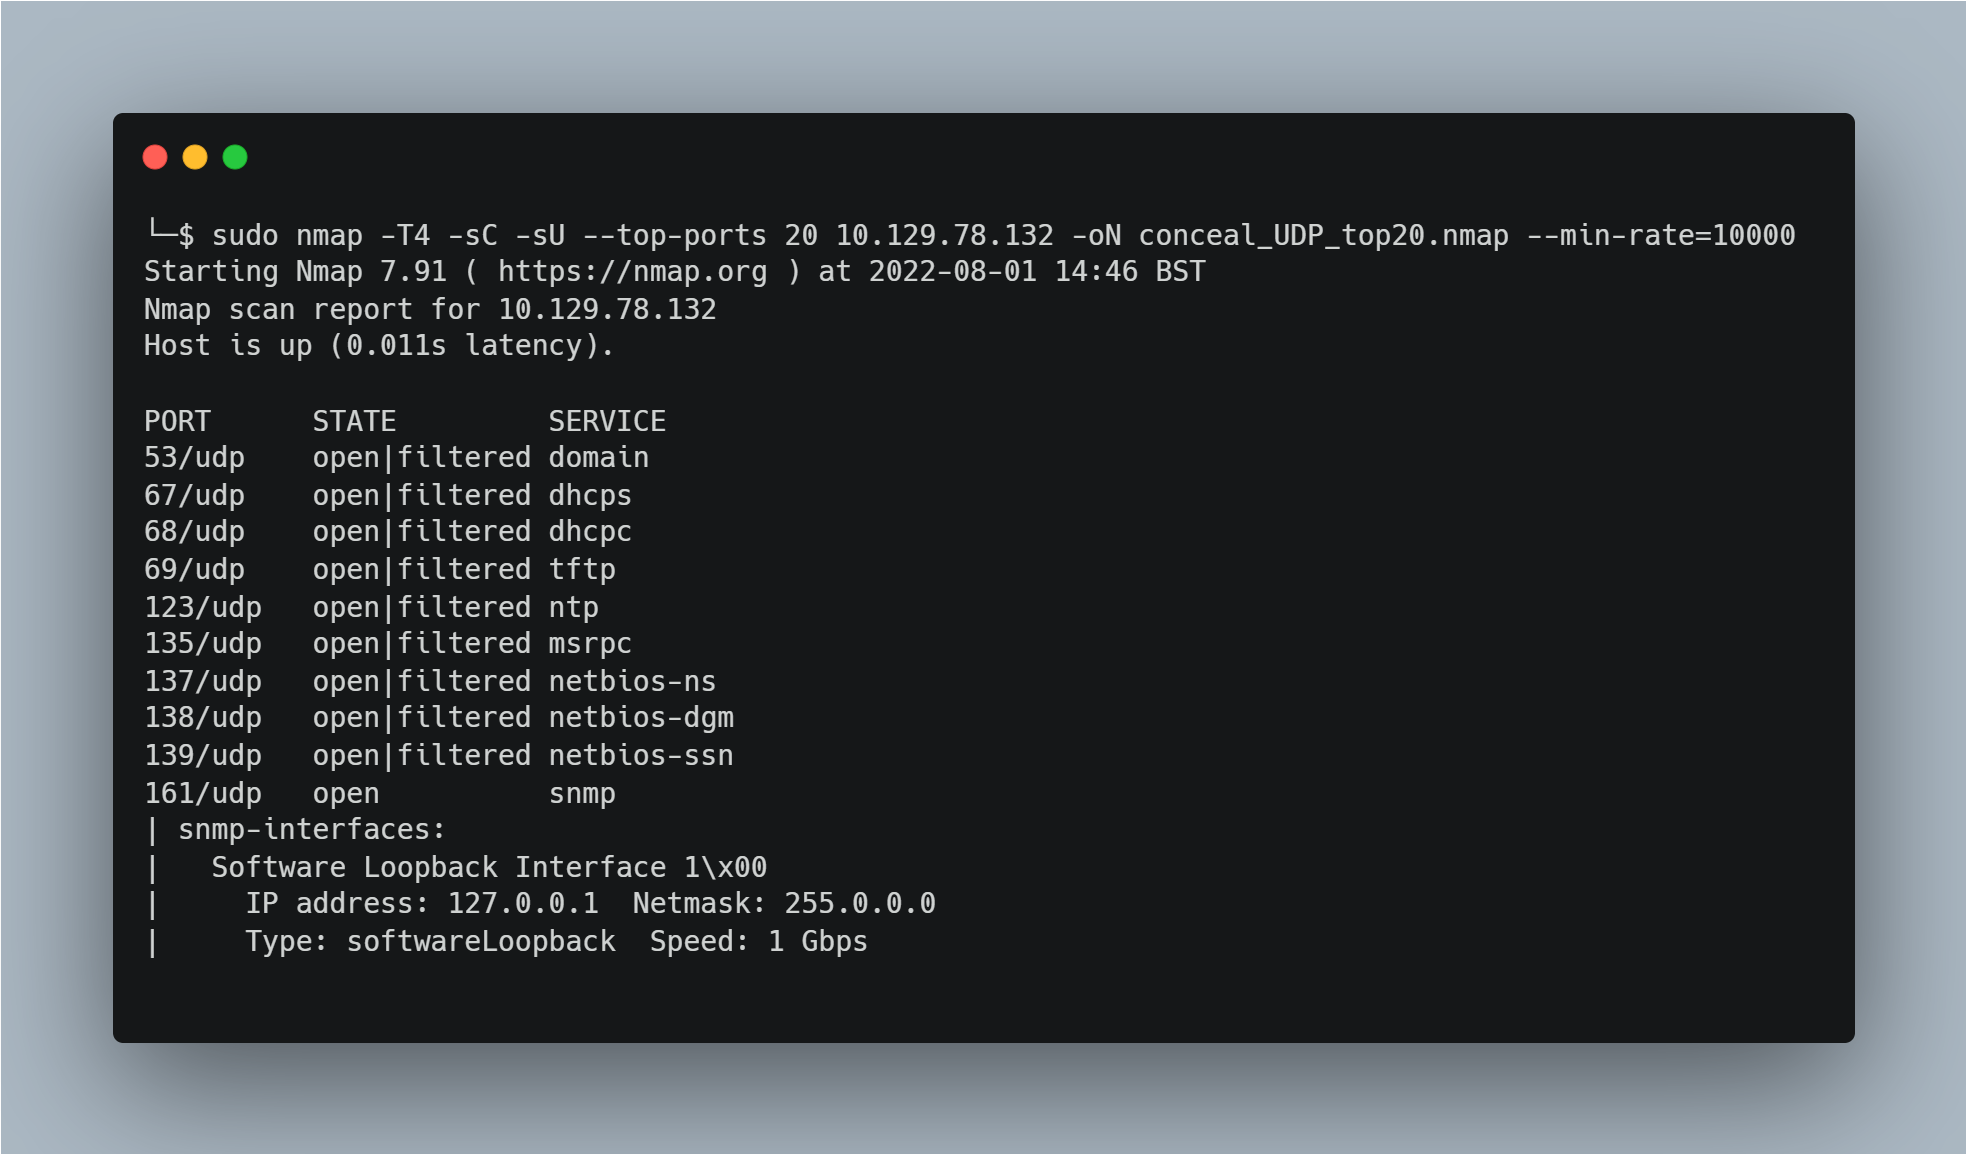 └─$ sudo nmap -T4 -sC -sU --top-ports 20 10.129.78.132 -oN conceal_UDP_top20.nmap --min-rate=10000
Starting Nmap 7.91 ( https://nmap.org ) at 2022-08-01 14:46 BST
Nmap scan report for 10.129.78.132
Host is up (0.011s latency).

PORT      STATE         SERVICE
53/udp    open|filtered domain
67/udp    open|filtered dhcps
68/udp    open|filtered dhcpc
69/udp    open|filtered tftp
123/udp   open|filtered ntp
135/udp   open|filtered msrpc
137/udp   open|filtered netbios-ns
138/udp   open|filtered netbios-dgm
139/udp   open|filtered netbios-ssn
161/udp   open          snmp
| snmp-interfaces:
|   Software Loopback Interface 1\x00
|     IP address: 127.0.0.1  Netmask: 255.0.0.0
|     Type: softwareLoopback  Speed: 1 Gbps